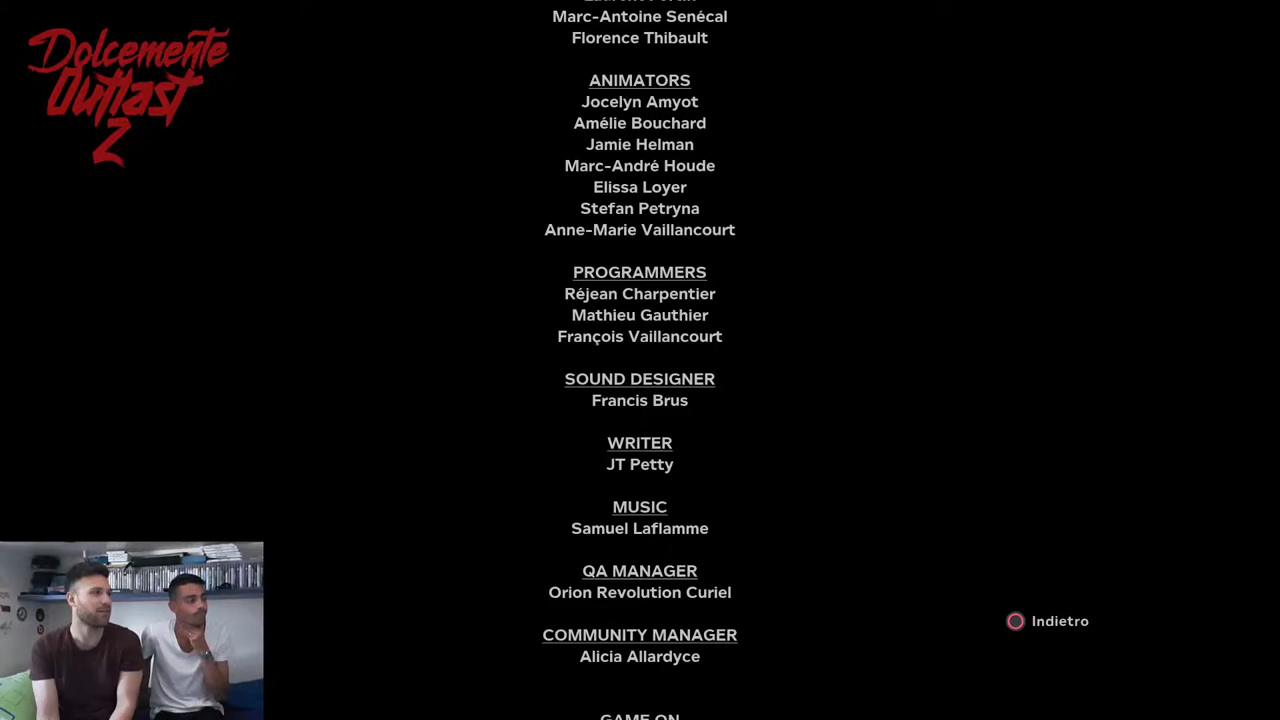 Dolcemente
Outlast
2
Marc-Antoine Senécal
Florence Thibault
ANIMATORS
Jocelyn Amyot
Amélie Bouchard
Jamie Helman
Marc-André Houde
Elissa Loyer
Stefan Petryna
Anne-Marie Vaillancourt
PROGRAMMERS
Réjean Charpentier
Mathieu Gauthier
François Vaillancourt
SOUND DESIGNER
Francis Brus
WRITER
JT Petty
MUSIC
Samuel Laflamme
QA MANAGER
Orion Revolution Curiel
COMMUNITY MANAGER
Alicia Allardyce
GAME ON
Indietro